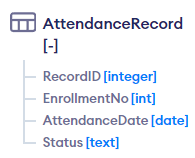 AttendanceRecord
[-]
RecordID [integer]
EnrollmentNo [int]
AttendanceDate [date]
Status [text]